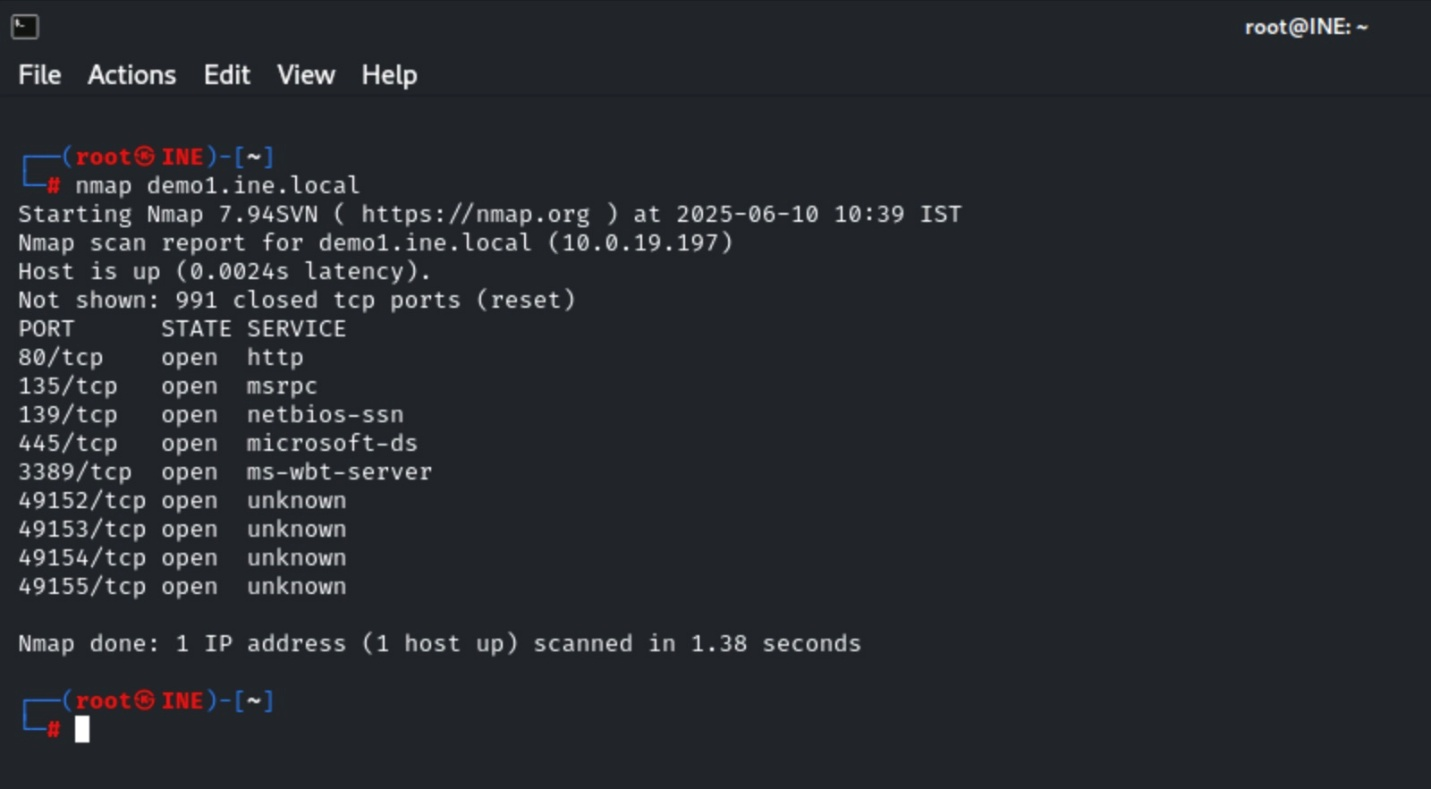 root@INE: ~
File Actions Edit View Help
┌──(root㉿INE)-[~]
└─# nmap demo1.ine.local
Starting Nmap 7.94SVN ( https://nmap.org ) at 2025-06-10 10:39 IST
Nmap scan report for demo1.ine.local (10.0.19.197)
Host is up (0.0024s latency).
Not shown: 991 closed tcp ports (reset)
PORT      STATE SERVICE
80/tcp    open  http
135/tcp   open  msrpc
139/tcp   open  netbios-ssn
445/tcp   open  microsoft-ds
3389/tcp  open  ms-wbt-server
49152/tcp open  unknown
49153/tcp open  unknown
49154/tcp open  unknown
49155/tcp open  unknown
Nmap done: 1 IP address (1 host up) scanned in 1.38 seconds
┌──(root㉿INE)-[~]
└─#